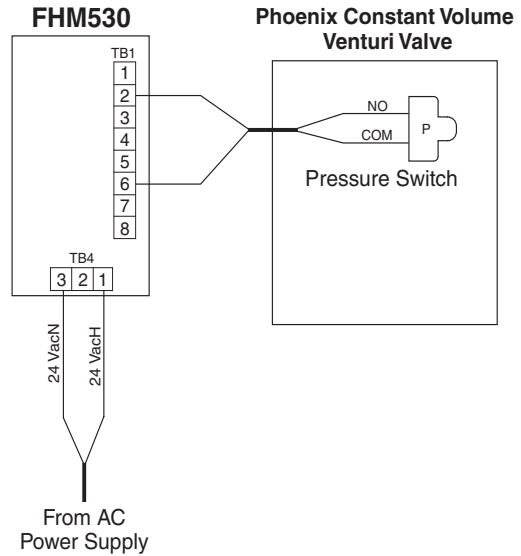 FHM530
Phoenix Constant Volume
Venturi Valve
TB1
1
2
3
4
5
6
7
8
NO
COM
P
Pressure Switch
TB4
3 2 1
24 VacN
24 VacH
From AC
Power Supply